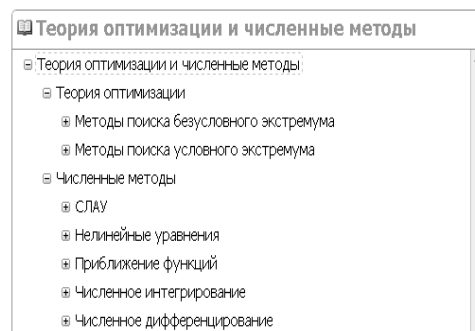 Теория оптимизации и численные методы
Теория оптимизации и численные методы
Теория оптимизации
Методы поиска безусловного экстремума
Методы поиска условного экстремума
Численные методы
СЛАУ
Нелинейные уравнения
Приближение функций
Численное интегрирование
Численное дифференцирование